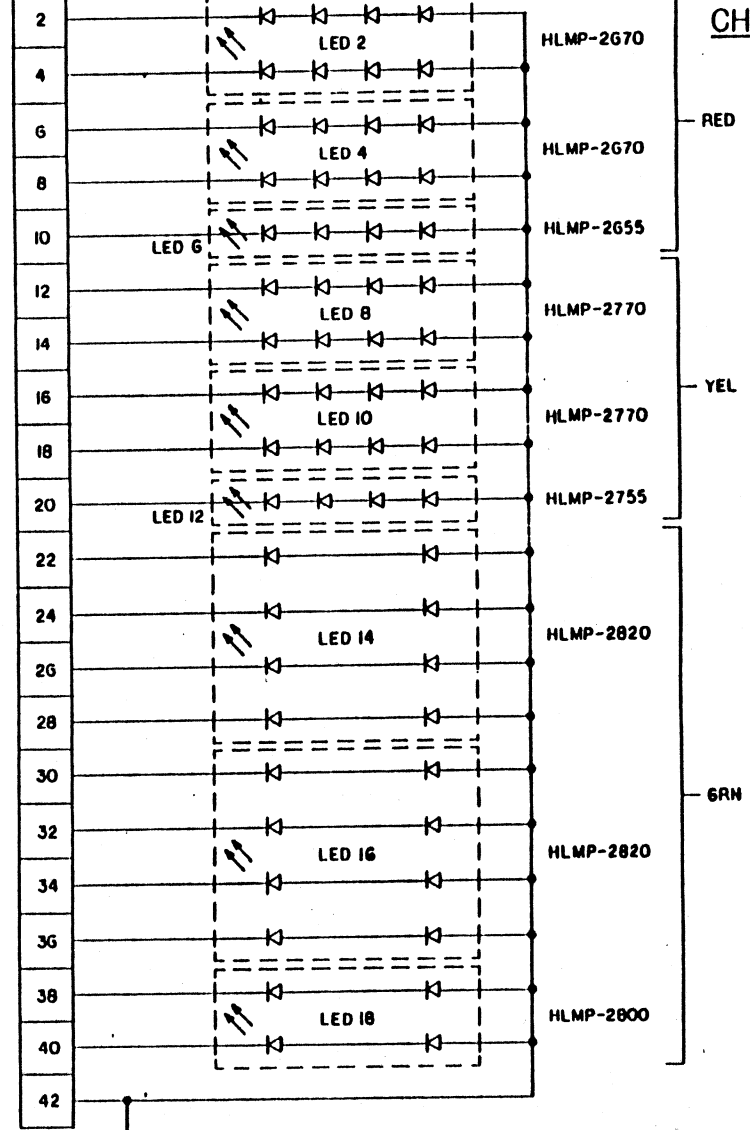 2
LED 2
HLMP-2670
CH
4
6
LED 4
HLMP-2670
RED
8
10
LED 6
HLMP-2655
12
LED 8
HLMP-2770
14
16
LED 10
HLMP-2770
YEL
18
20
LED 12
HLMP-2755
22
24
LED 14
HLMP-2820
26
28
30
GRN
32
LED 16
HLMP-2820
34
36
38
LED 18
HLMP-2800
40
42